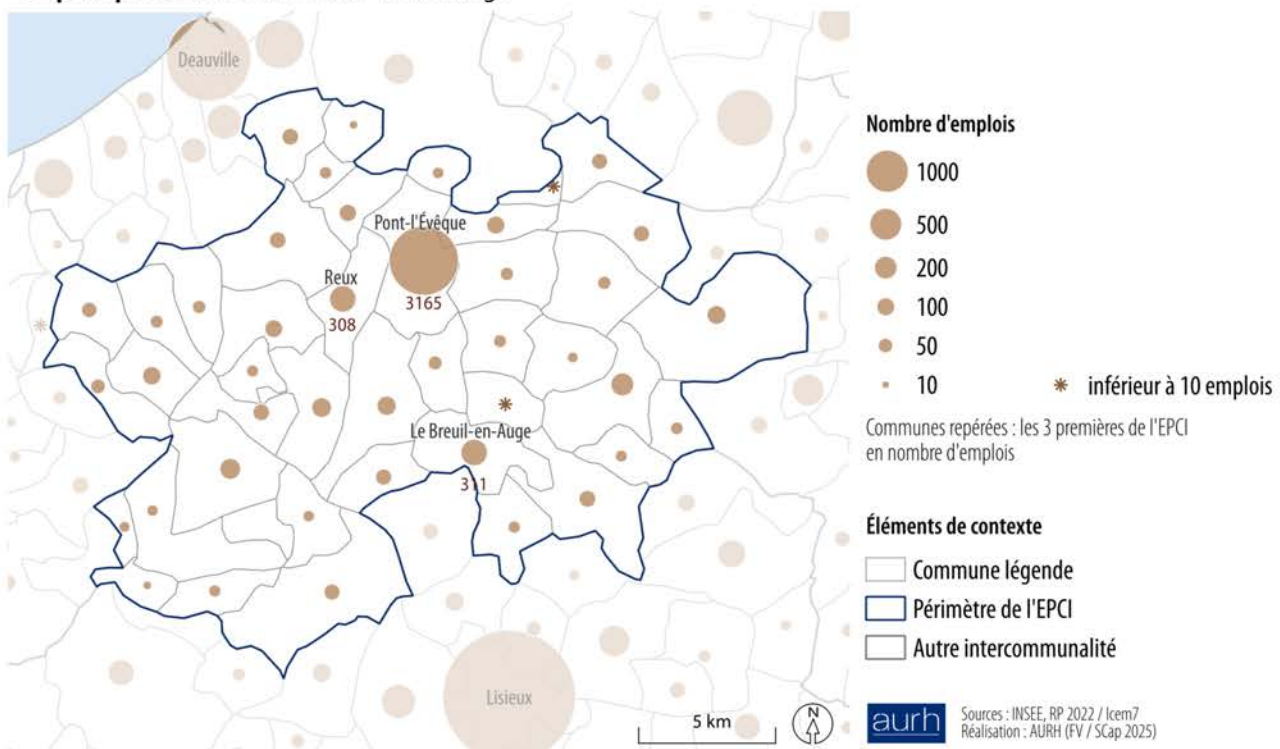 Deauville
Pont-l'Évêque
Reux
3165
308
Le Breuil-en-Auge
311
Lisieux
5 km
N
Nombre d'emplois
1000
500
200
100
50
10
inférieur à 10 emplois
Communes repérées : les 3 premières de l'EPCI
en nombre d'emplois
Éléments de contexte
Commune légende
Périmètre de l'EPCI
Autre intercommunalité
aurh
Sources : INSEE, RP 2022 / Icem7
Réalisation : AURH (FV / SCap 2025)